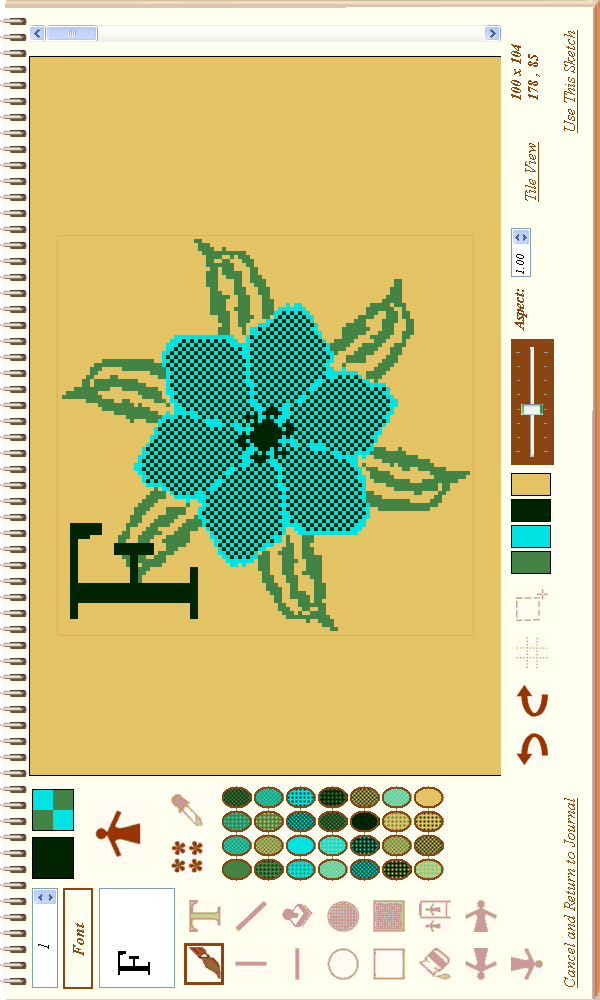 1
Font
F
F
Cancel and Return to Journal
Aspect:
1.00
Tile View
100 x 104
178 , 85
Use This Sketch